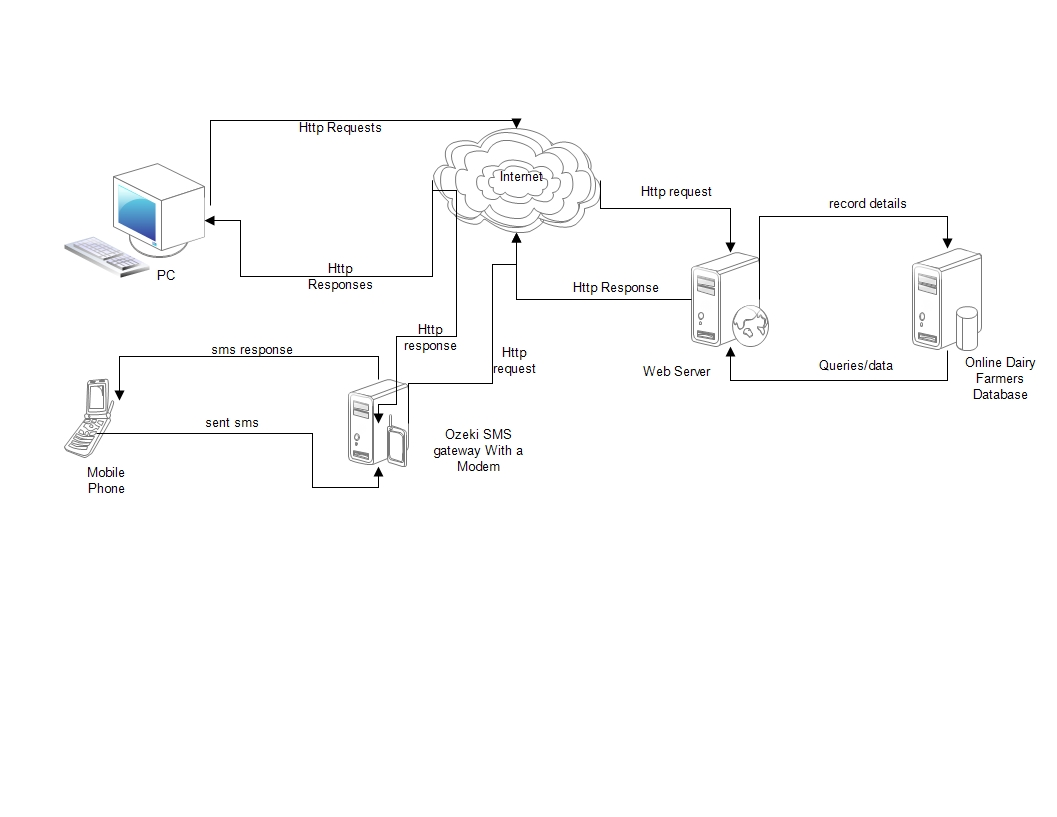 Http Requests
Internet
Http request
record details
PC
Http
Responses
Http Response
Http
response
Http
request
sms response
Web Server
Queries/data
Online Dairy
Farmers
Database
sent sms
Ozeki SMS
gateway With a
Modem
Mobile
Phone